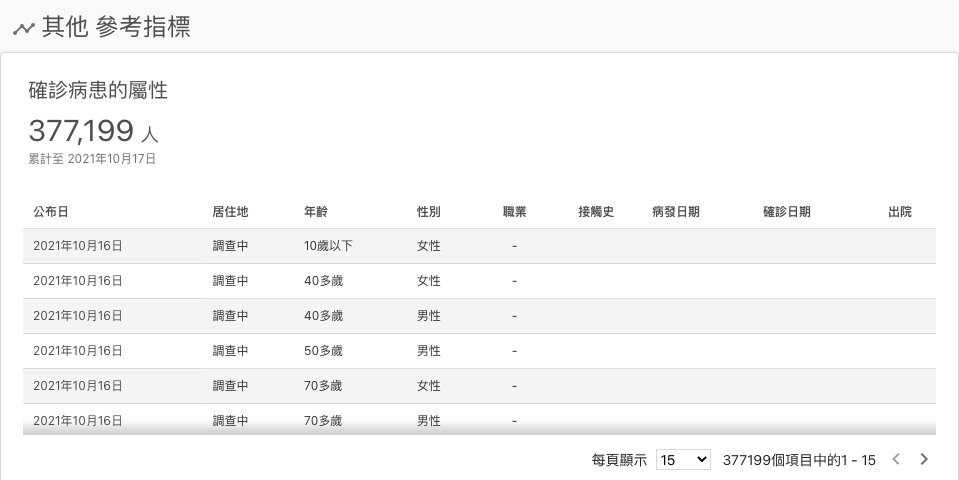 其他 參考指標
確診病患的屬性
377,199 人
累計至 2021年10月17日
公布日 居住地 年齡 性別 職業 接觸史 病發日期 確診日期 出院
2021年10月16日 調查中 10歲以下 女性 -
2021年10月16日 調查中 40多歲 女性 -
2021年10月16日 調查中 40多歲 男性 -
2021年10月16日 調查中 50多歲 男性 -
2021年10月16日 調查中 70多歲 女性 -
2021年10月16日 調查中 70多歲 男性 -
每頁顯示 15 377199個項目中的1 - 15